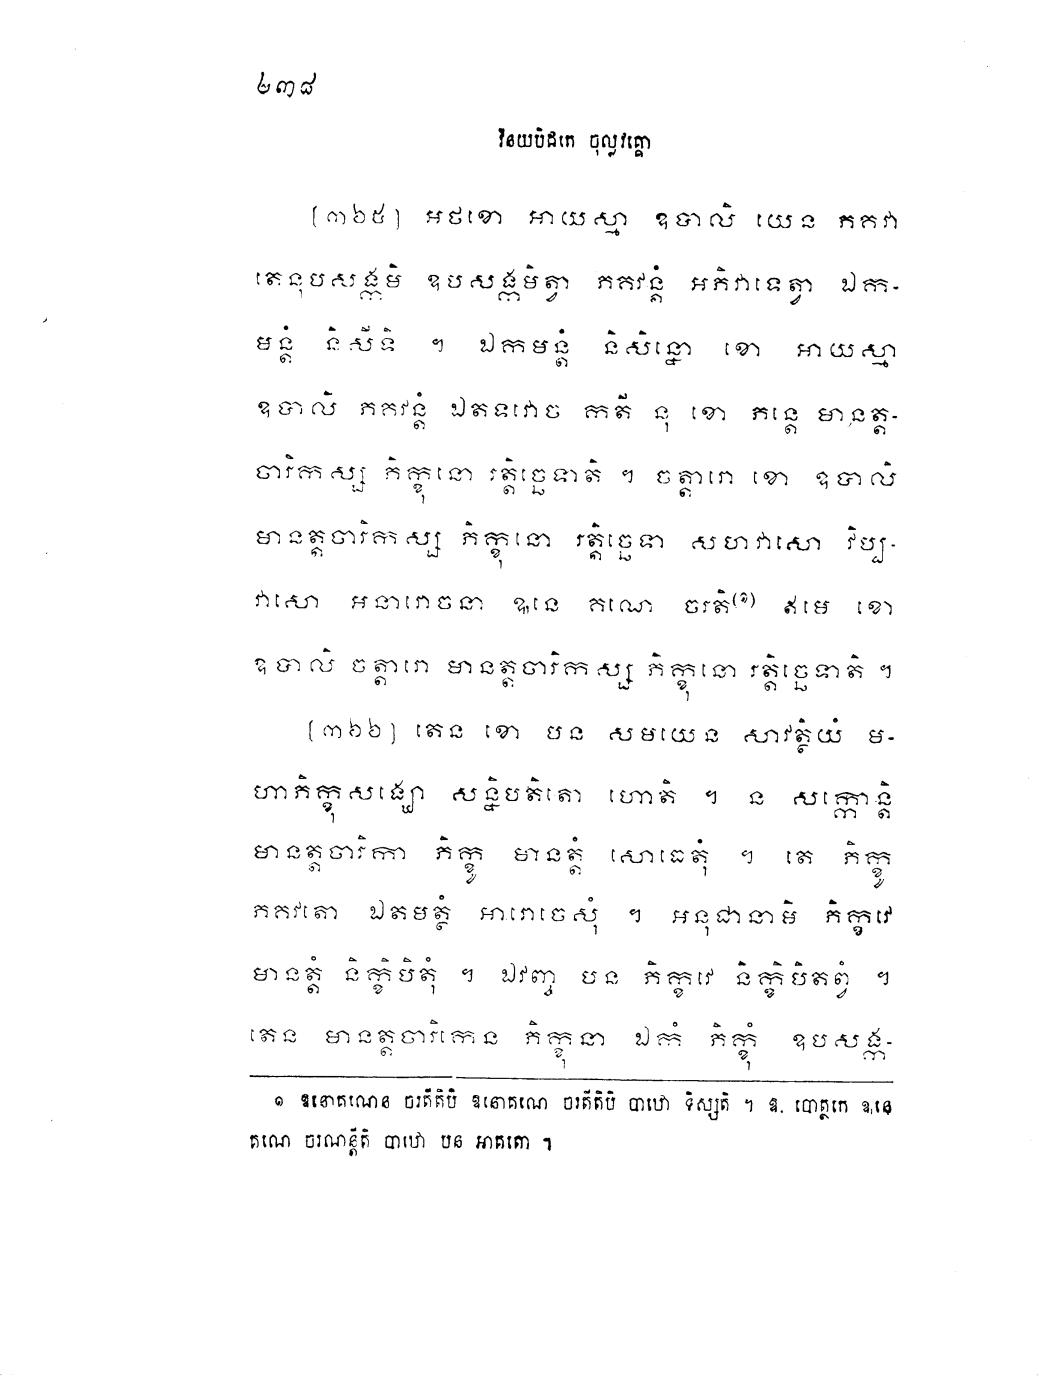 ២៣៨
វិនយបិដកេ ចុល្លវគ្គោ
[៣៦៥] អថខោ អាយស្មា ឧបាលិ យេន ភគវា
តេនុបសង្កមិ ឧបសង្កមិត្វា ភគវន្តំ អភិវាទេត្វា ឯក-
មន្តំ និសីទិ ។ ឯកមន្តំ និសិន្នោ ខោ អាយស្មា
ឧបាលិ ភគវន្តំ ឯតទវោច កតី នុ ខោ ភន្តេ មានត្ត-
ចារិកស្ស ភិក្ខុនោ រត្តិច្ឆេទាតិ ។ ចត្តារោ ខោ ឧបាលិ
មានត្តចារិកស្ស ភិក្ខុនោ រត្តិច្ឆេទា សហវាសោ វិប្ប-
វាសោ អនារោចនា ឩនេ គណេ ចរតិ(១) ឥមេ ខោ
ឧបាលិ ចត្តារោ មានត្តចារិកស្ស ភិក្ខុនោ រត្តិច្ឆេទាតិ ។
[៣៦៦] តេន ខោ បន សមយេន សាវត្ថិយំ ម-
ហាភិក្ខុសង្ឃោ សន្និបតិតោ ហោតិ ។ ន សក្កោន្តិ
មានត្តចារិកា ភិក្ខូ មានត្តំ សោធេតុំ ។ តេ ភិក្ខូ
ភគវតោ ឯតមត្ថំ អារោចេសុំ ។ អនុជានាមិ ភិក្ខវេ
មានត្តំ និក្ខិបិតុំ ។ ឯវញ្ច បន ភិក្ខវេ និក្ខិបិតព្វំ ។
តេន មានត្តចារិកេន ភិក្ខុនា ឯកំ ភិក្ខុំ ឧបសង្ក-
១ ឧនោគណេន ចរតីតិបិ ឧនោគណេ ចរតីតិបិ បាឋោ ទិស្សតិ ។ ឧ. បោត្ថកេ ឩនេ
គណេ ចរណន្តីតិ បាឋោ បន អាគតោ ។